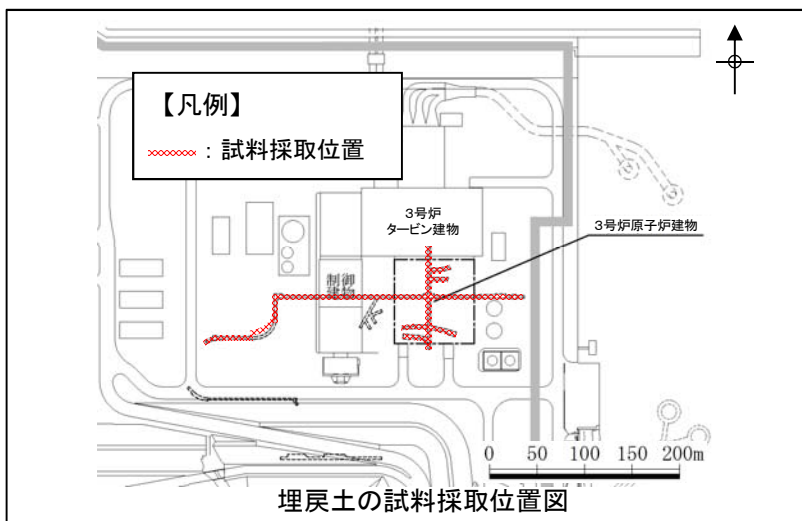 【凡例】
：試料採取位置
3号炉
タービン建物
3号炉原子炉建物
制御
建物
0 50 100 150 200m
埋戻土の試料採取位置図